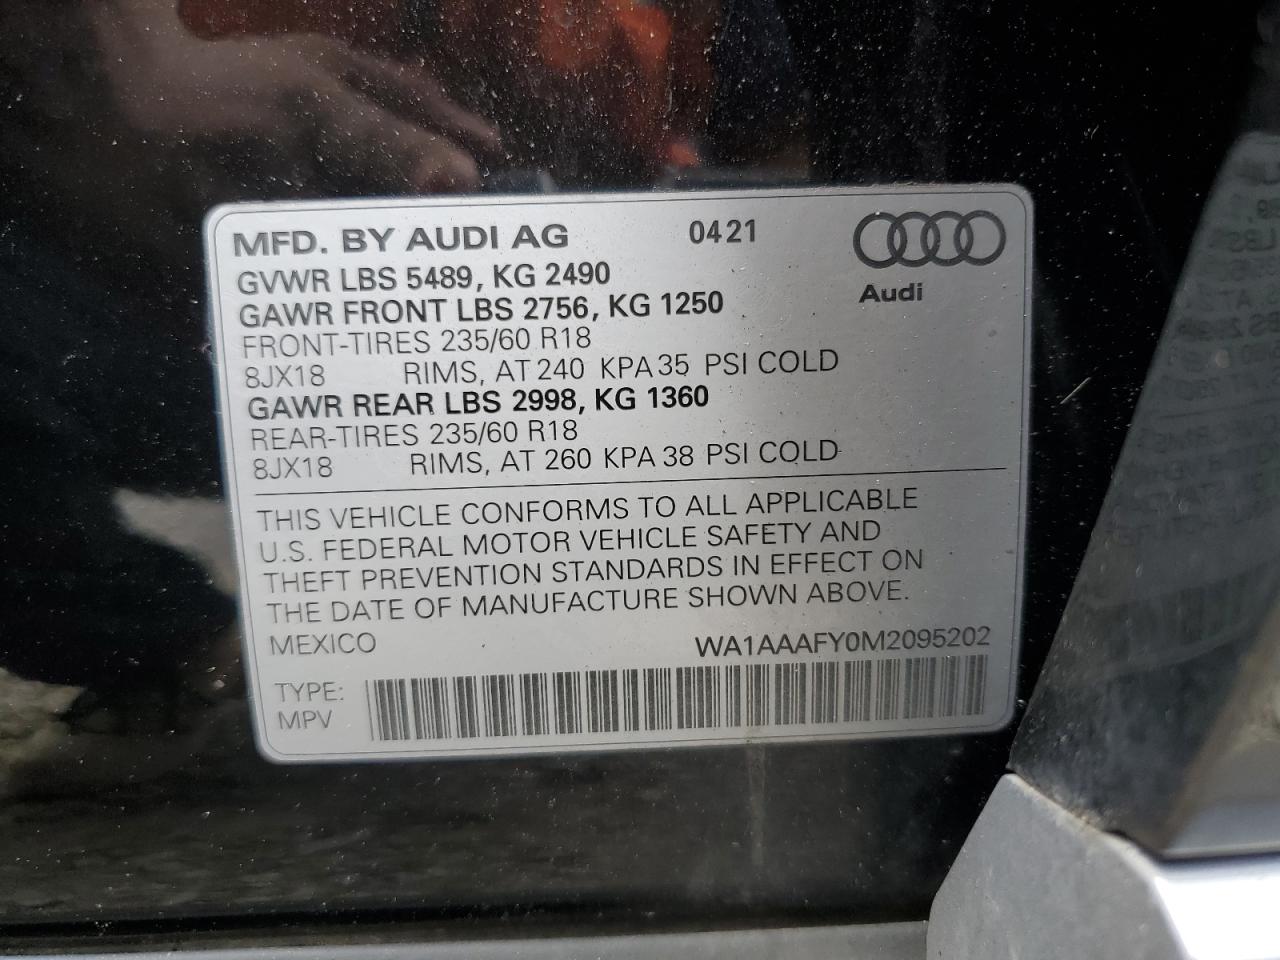 MFD. BY AUDI AG 0421
GVWR LBS 5489, KG 2490
Audi
GAWR FRONT LBS 2756, KG 1250
FRONT-TIRES 235/60 R18
8JX18 RIMS, AT 240 KPA 35 PSI COLD
GAWR REAR LBS 2998, KG 1360
REAR-TIRES 235/60 R18
8JX18 RIMS, AT 260 KPA 38 PSI COLD
THIS VEHICLE CONFORMS TO ALL APPLICABLE
U.S. FEDERAL MOTOR VEHICLE SAFETY AND
THEFT PREVENTION STANDARDS IN EFFECT ON
THE DATE OF MANUFACTURE SHOWN ABOVE.
MEXICO WA1AAAFY0M2095202
TYPE:
MPV